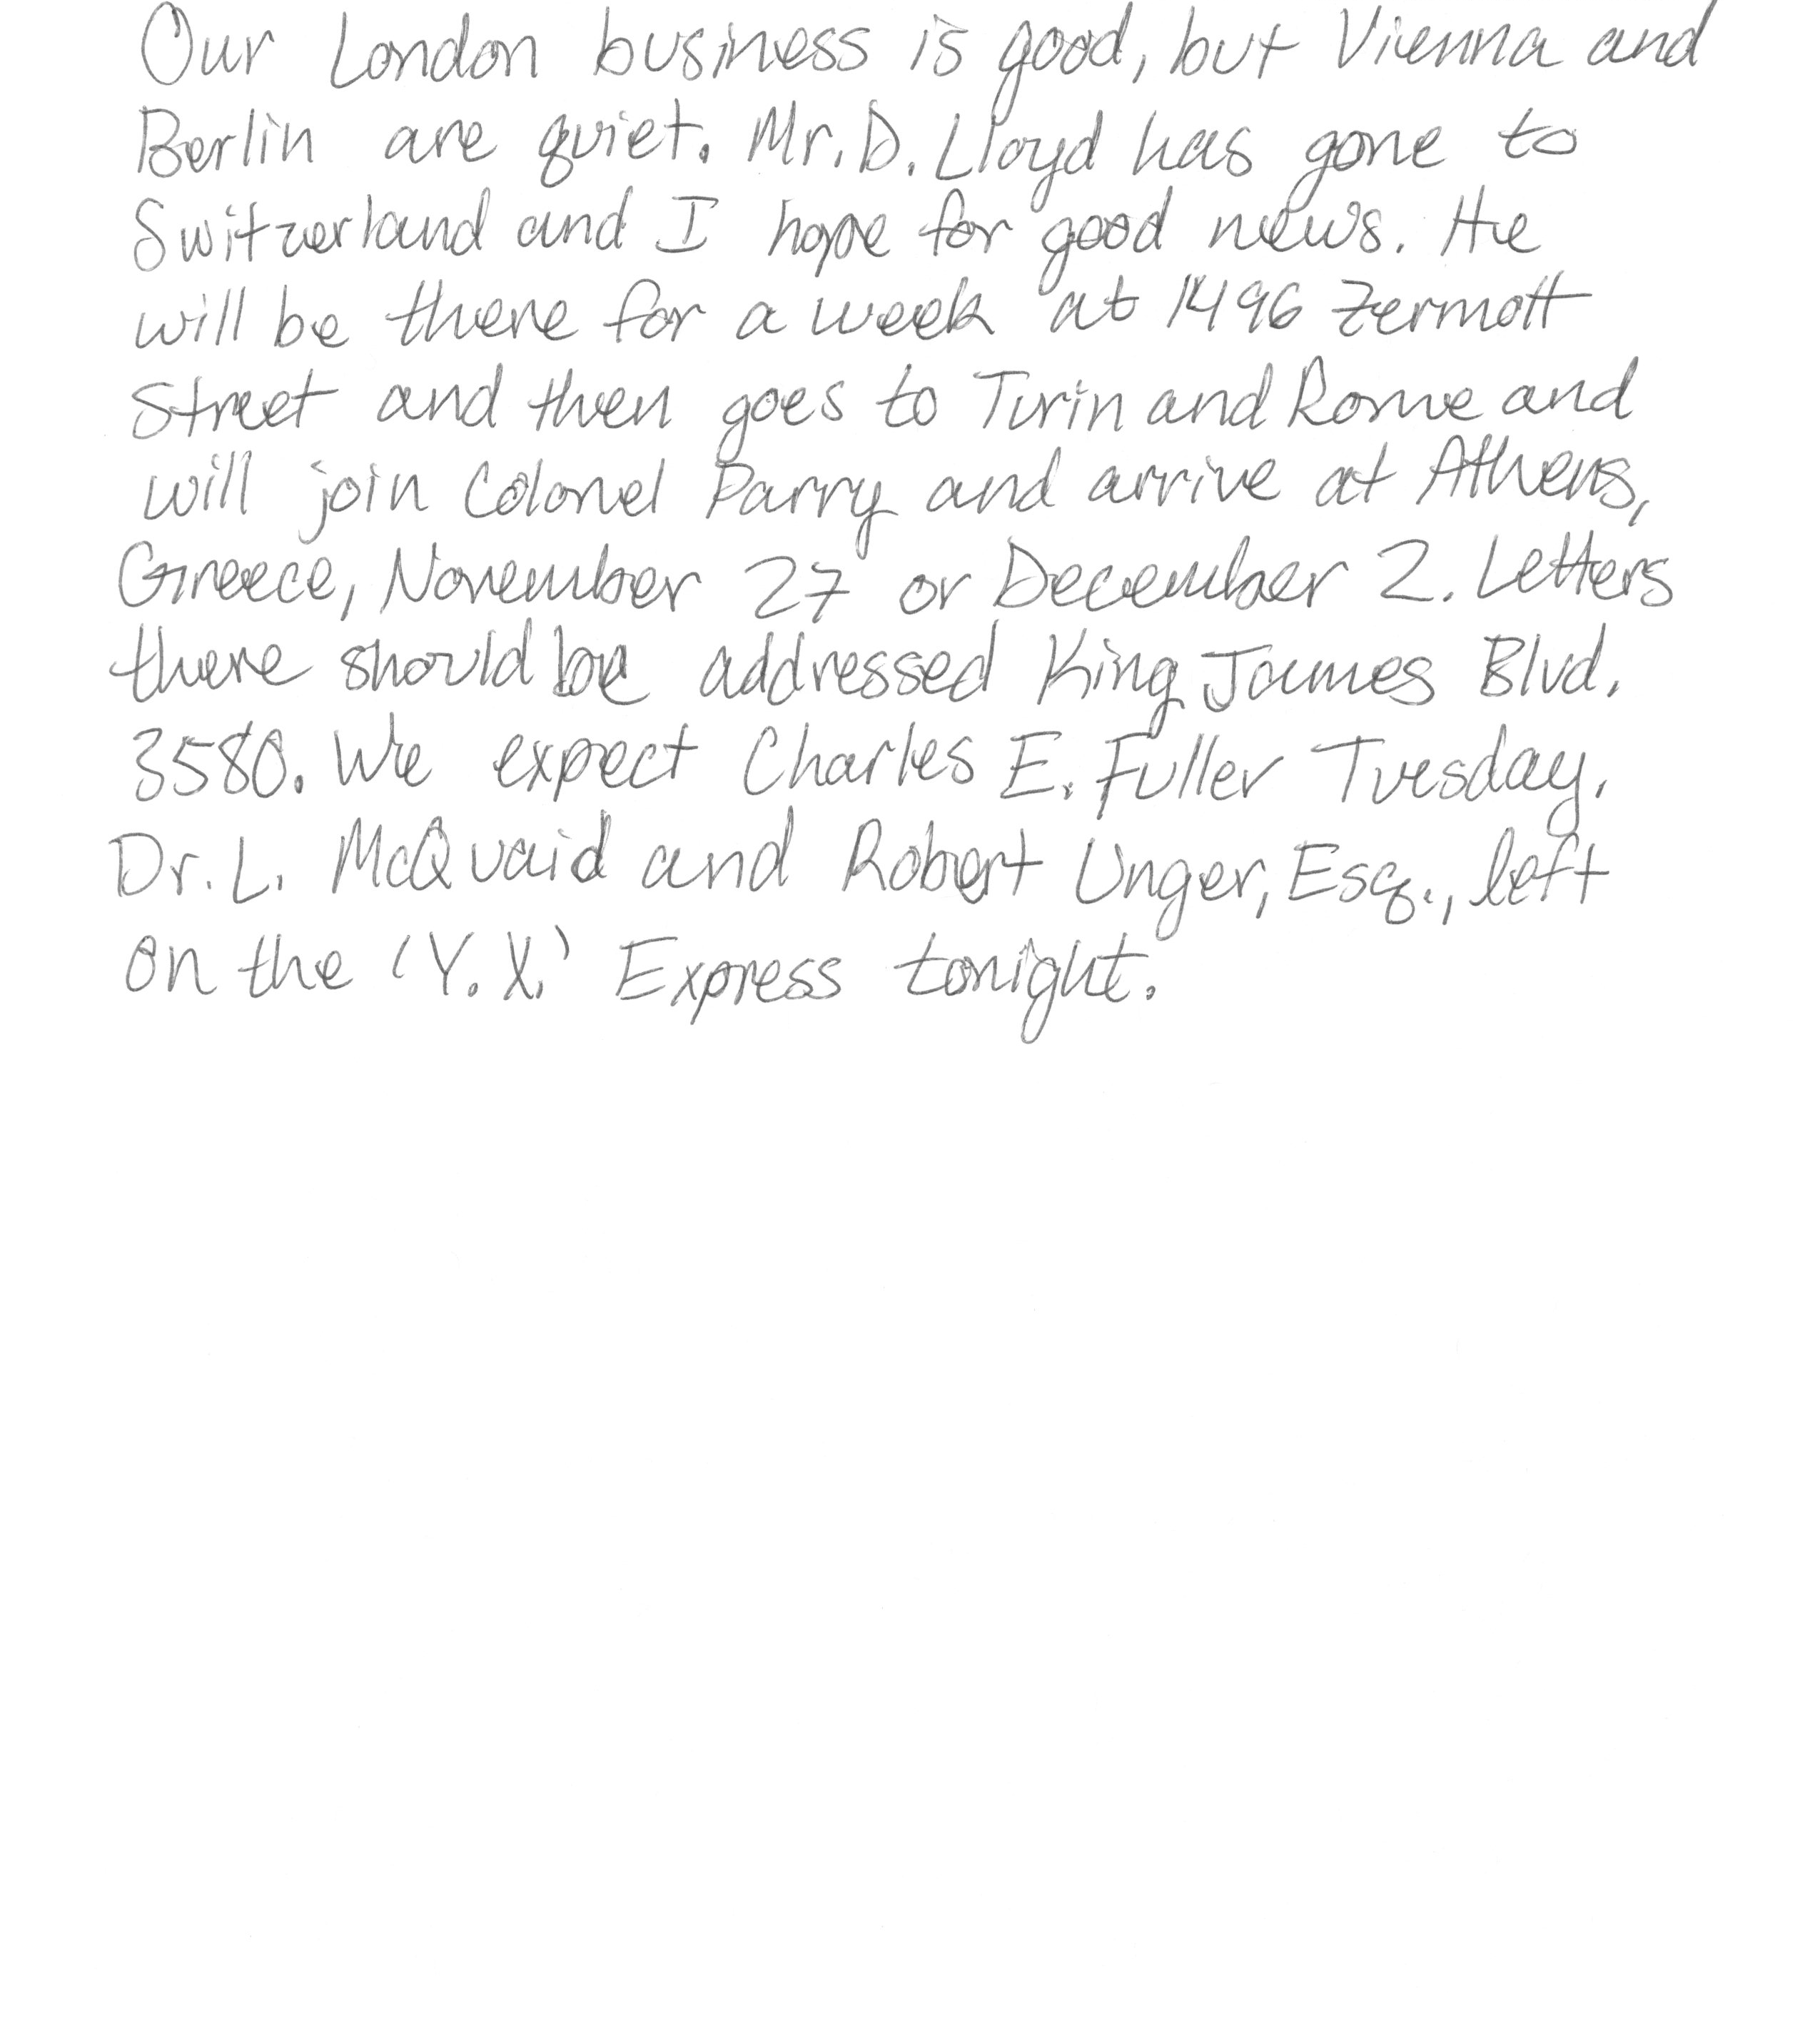 Our London business is good, but Vienna and
Berlin are quiet. Mr. D. Lloyd has gone to
Switzerland and I hope for good news. He
will be there for a week at 1496 Zermott
Street and then goes to Turin and Rome and
will join Colonel Parry and arrive at Athens,
Greece, November 27 or December 2. Letters
there should be addressed King James Blvd.
3580. We expect Charles E. Fuller Tuesday.
Dr. L. McQuaid and Robert Unger, Esq., left
on the 'Y.X.' Express tonight.